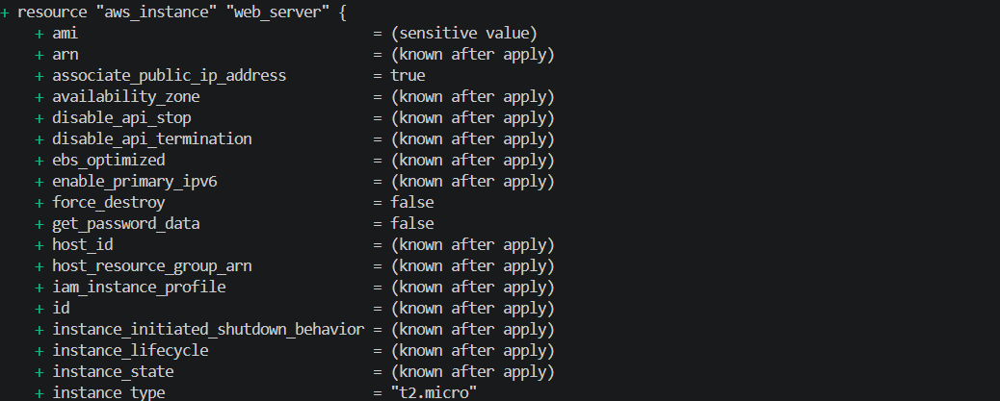 + resource "aws_instance" "web_server" {
+ ami = (sensitive value)
+ arn = (known after apply)
+ associate_public_ip_address = true
+ availability_zone = (known after apply)
+ disable_api_stop = (known after apply)
+ disable_api_termination = (known after apply)
+ ebs_optimized = (known after apply)
+ enable_primary_ipv6 = (known after apply)
+ force_destroy = false
+ get_password_data = false
+ host_id = (known after apply)
+ host_resource_group_arn = (known after apply)
+ iam_instance_profile = (known after apply)
+ id = (known after apply)
+ instance_initiated_shutdown_behavior = (known after apply)
+ instance_lifecycle = (known after apply)
+ instance_state = (known after apply)
+ instance_type = "t2.micro"